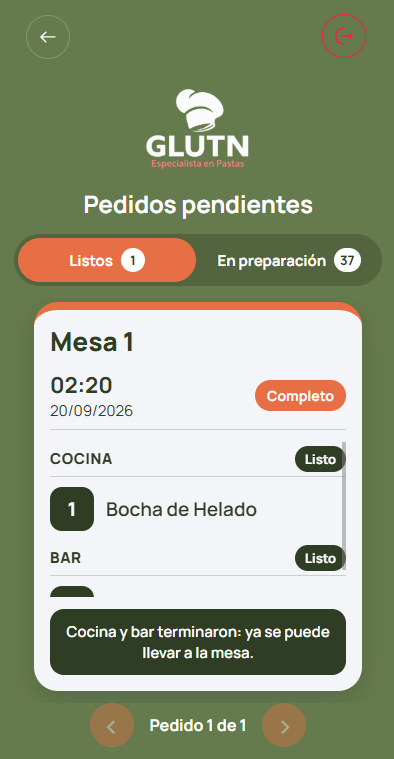 GLUTN
Especialista en Pastas
Pedidos pendientes
Listos 1
En preparación 37
Mesa 1
02:20
20/09/2026
Completo
COCINA
Listo
1 Bocha de Helado
BAR
Listo
Cocina y bar terminaron: ya se puede
llevar a la mesa.
Pedido 1 de 1